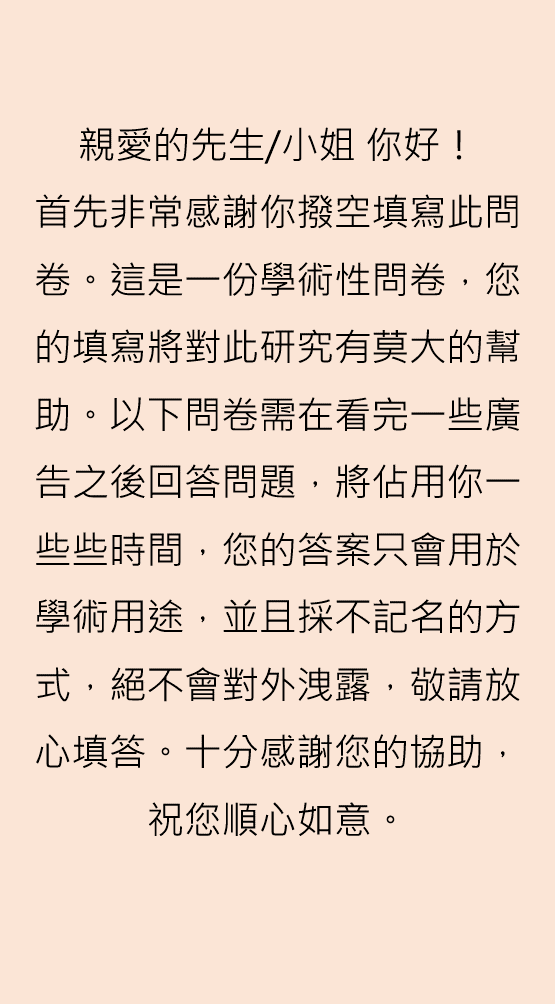 親愛的先生/小姐 你好！
首先非常感謝你撥空填寫此問
卷。這是一份學術性問卷，您
的填寫將對此研究有莫大的幫
助。以下問卷需在看完一些廣
告之後回答問題，將佔用你一
些些時間，您的答案只會用於
學術用途，並且採不記名的方
式，絕不會對外洩露，敬請放
心填答。十分感謝您的協助，
祝您順心如意。